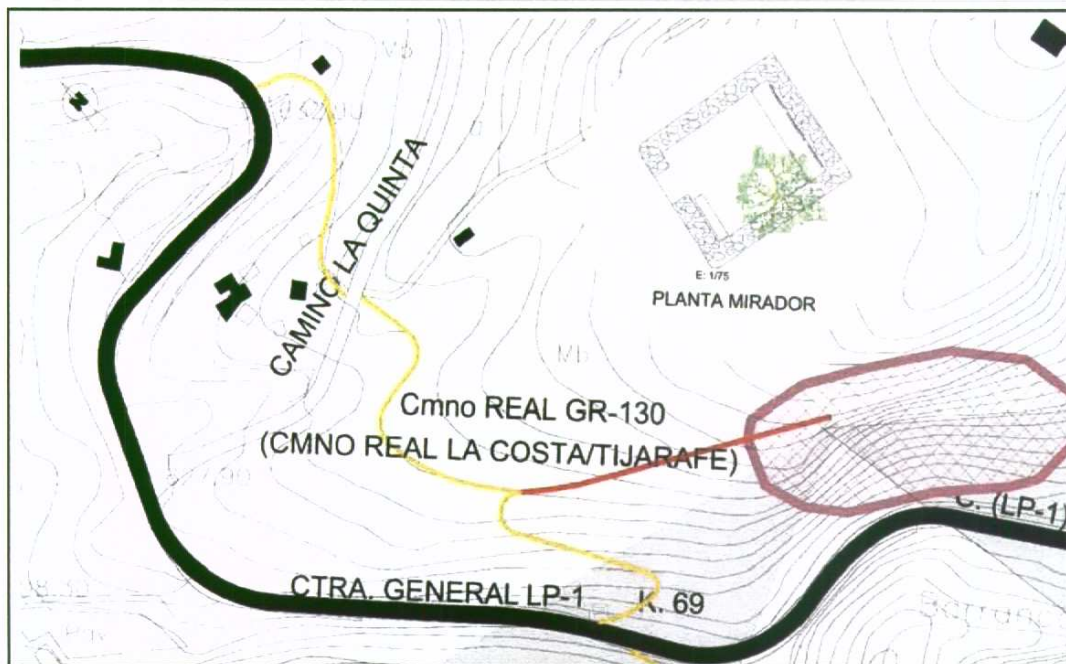 CAMINO LA QUINTA
E: 1/75
PLANTA MIRADOR
Mb
Cmno REAL GR-130
(CMNO REAL LA COSTA/TIJARAFE)
C. (LP-1)
CTRA. GENERAL LP-1
K. 69